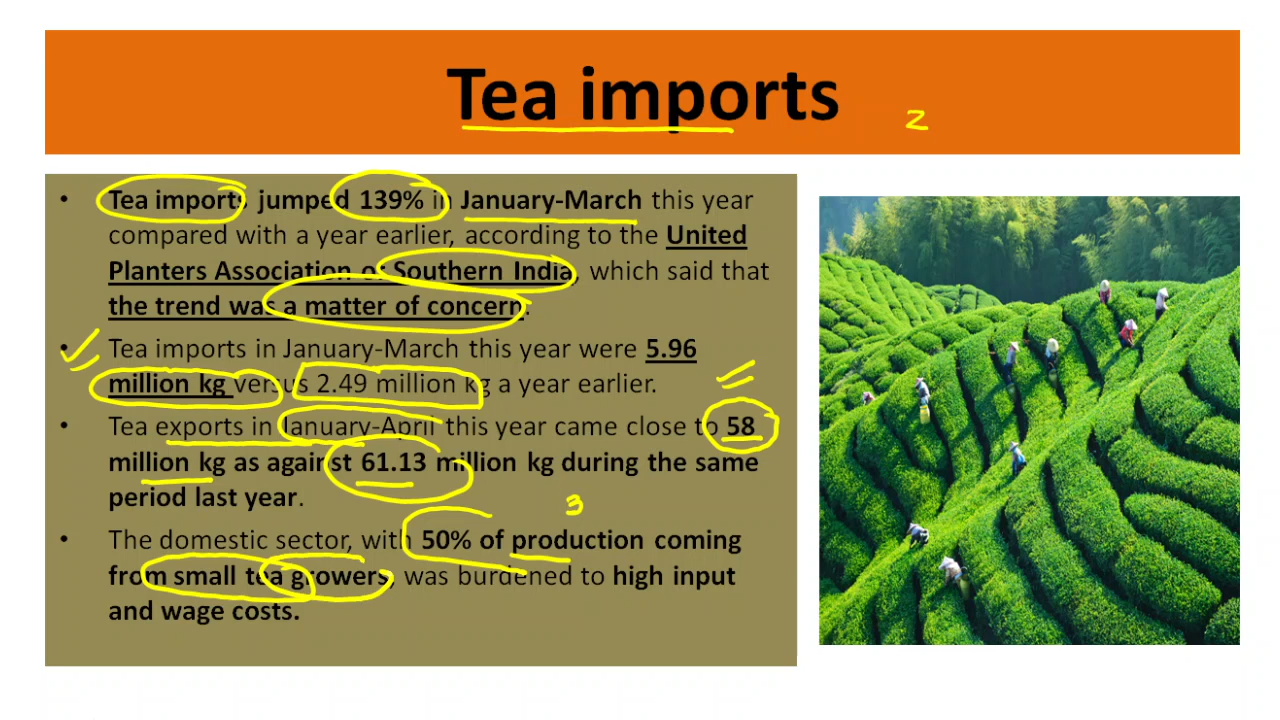 Tea imports
2
• Tea imports jumped 139% in January-March this year
compared with a year earlier, according to the United
Planters Association of Southern India, which said that
the trend was a matter of concern.
• Tea imports in January-March this year were 5.96
million kg versus 2.49 million kg a year earlier.
• Tea exports in January-April this year came close to 58
million kg as against 61.13 million kg during the same
period last year.
3
• The domestic sector, with 50% of production coming
from small tea growers, was burdened to high input
and wage costs.